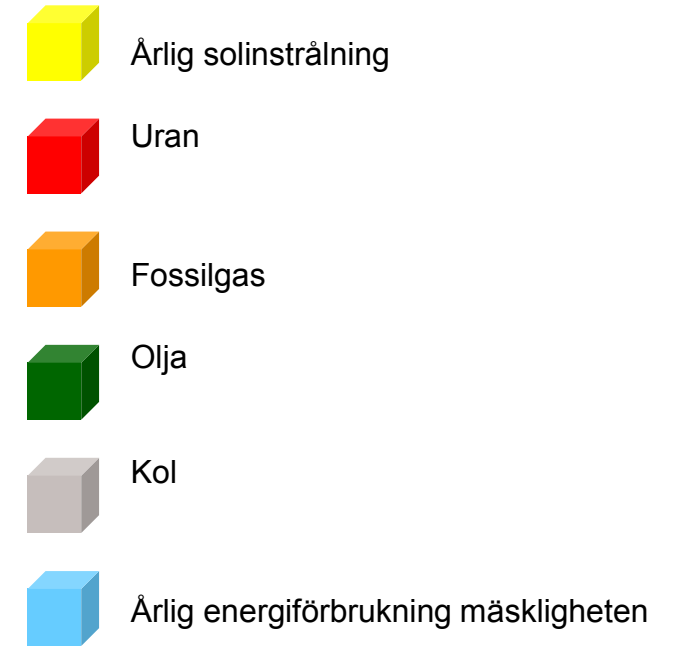 Årlig solinstrålning
Uran
Fossilgas
Olja
Kol
Årlig energiförbrukning mäskligheten